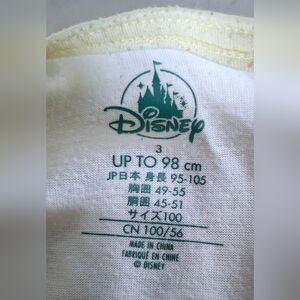 Disney
3
UP TO 98 cm
JP日本 身長 95-105
胸囲 49-55
胴囲 45-51
サイズ100
CN 100/56
MADE IN CHINA
FABRIQUÉ EN CHINE
© DISNEY